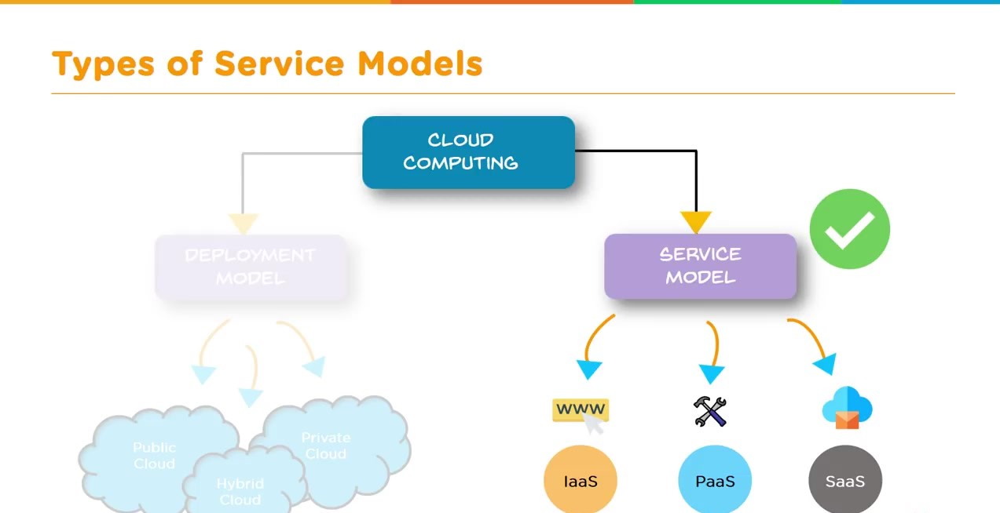 Types of Service Models
CLOUD
COMPUTING
DEPLOYMENT
MODEL
SERVICE
MODEL
Public
Cloud
Hybrid
Cloud
Private
Cloud
WWW
IaaS
PaaS
SaaS